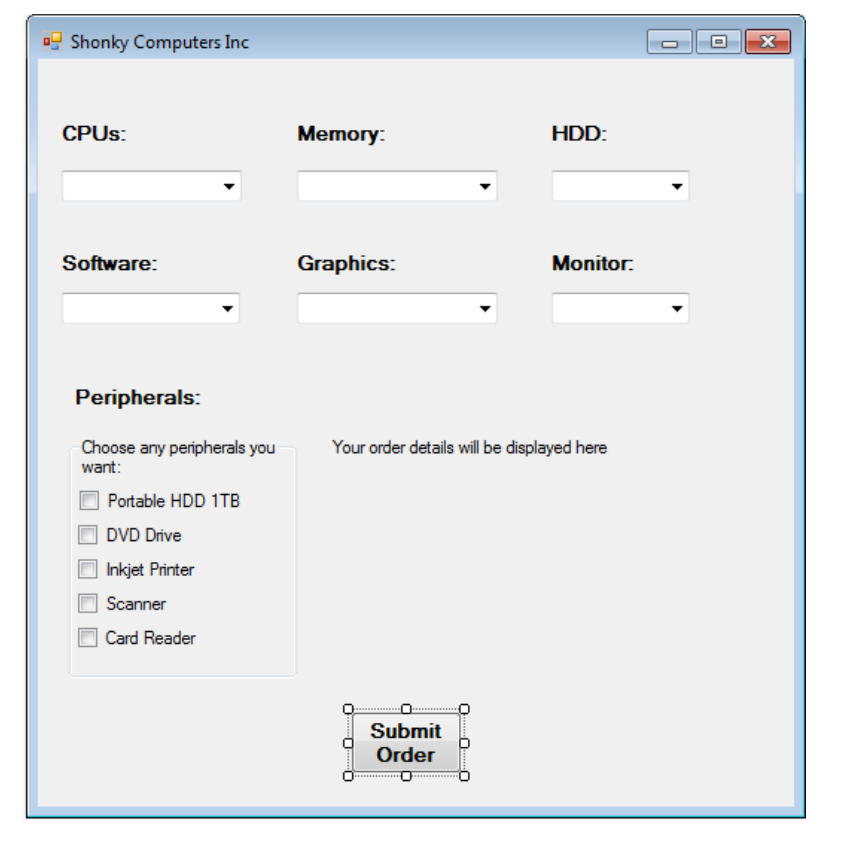 Shonky Computers Inc
CPUs: Memory: HDD:
Software: Graphics: Monitor:
Peripherals:
Choose any peripherals you
want:
Your order details will be displayed here
Portable HDD 1TB
DVD Drive
Inkjet Printer
Scanner
Card Reader
Submit
Order